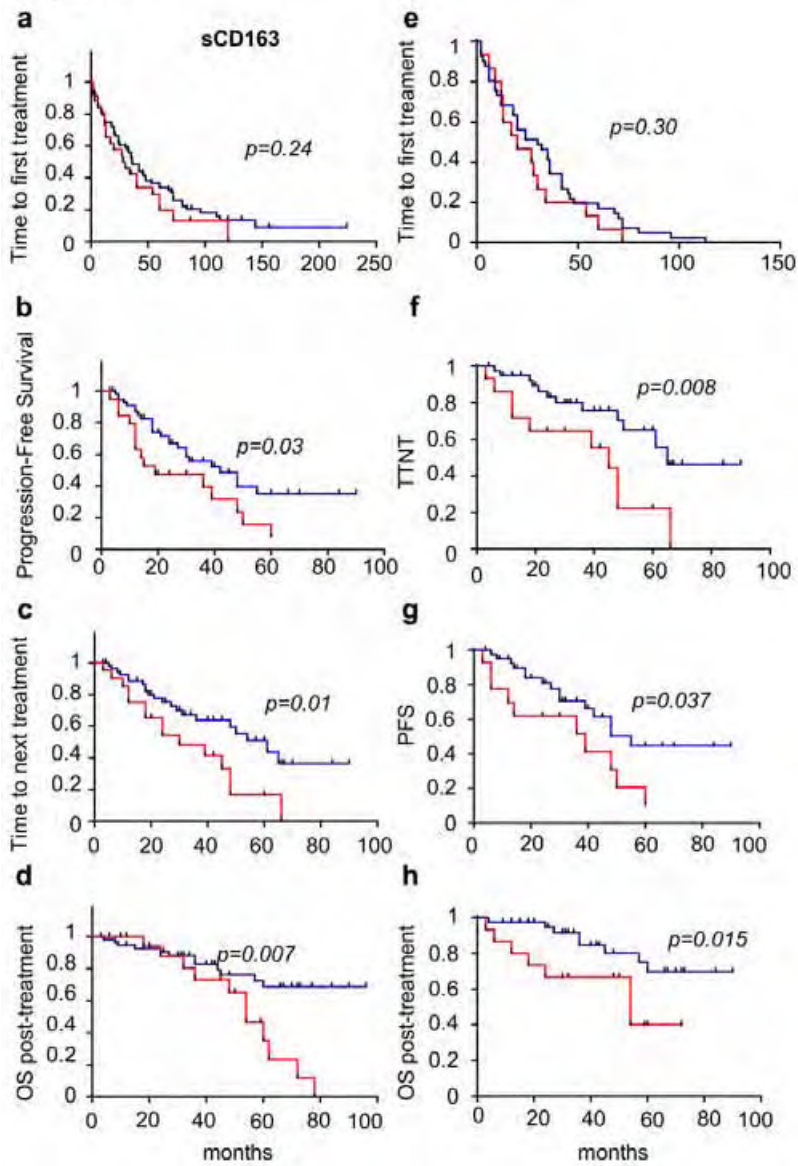 a
sCD163
Time to first treatment
1
0.8
0.6
0.4
0.2
0
p=0.24
0 50 100 150 200 250
e
Time to first treament
1
0.8
0.6
0.4
0.2
0
p=0.30
0 50 100 150
b
Progression-Free Survival
1
0.8
0.6
0.4
0.2
0
p=0.03
0 20 40 60 80 100
f
TTNT
1
0.8
0.6
0.4
0.2
0
p=0.008
0 20 40 60 80 100
c
Time to next treatment
1
0.8
0.6
0.4
0.2
0
p=0.01
0 20 40 60 80 100
g
PFS
1
0.8
0.6
0.4
0.2
0
p=0.037
0 20 40 60 80 100
d
OS post-treatment
1
0.8
0.6
0.4
0.2
0
p=0.007
0 20 40 60 80 100
months
h
OS post-treatment
1
0.8
0.6
0.4
0.2
0
p=0.015
0 20 40 60 80 100
months